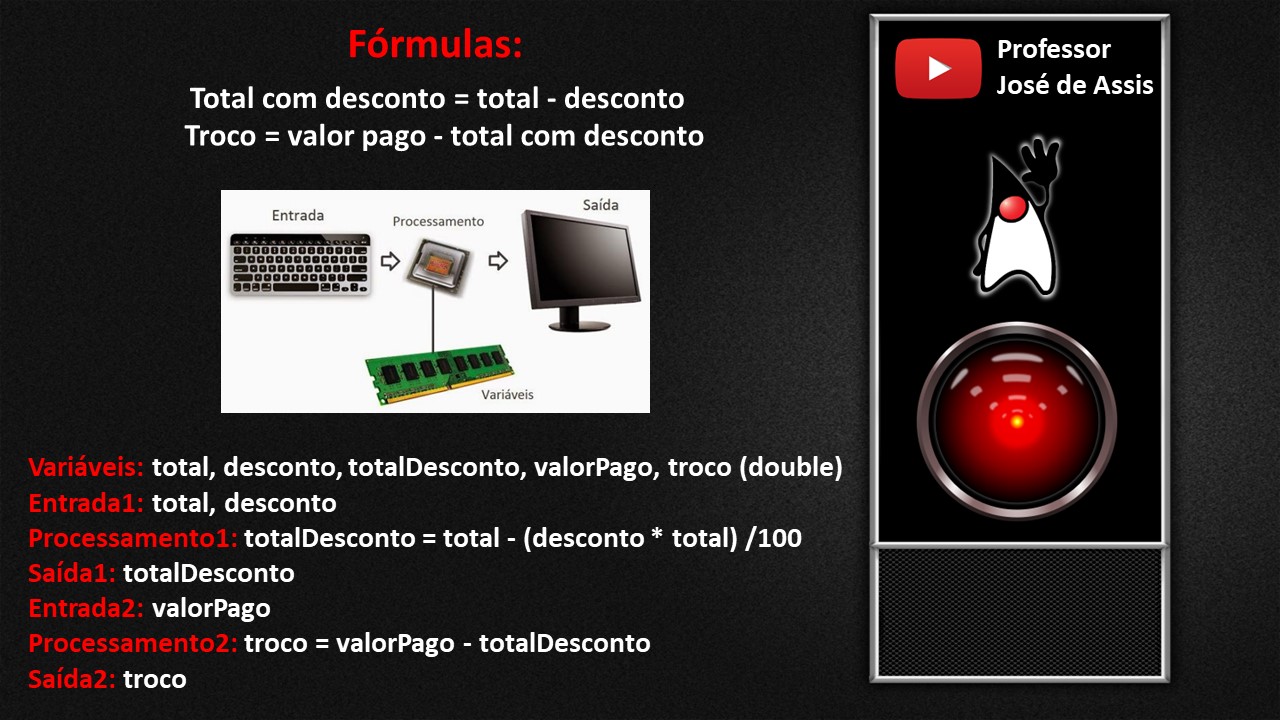 Fórmulas:
Total com desconto = total - desconto
Troco = valor pago - total com desconto
Entrada
Processamento
Saída
Variáveis
Variáveis: total, desconto, totalDesconto, valorPago, troco (double)
Entrada1: total, desconto
Processamento1: totalDesconto = total - (desconto * total) /100
Saída1: totalDesconto
Entrada2: valorPago
Processamento2: troco = valorPago - totalDesconto
Saída2: troco
Professor
José de Assis